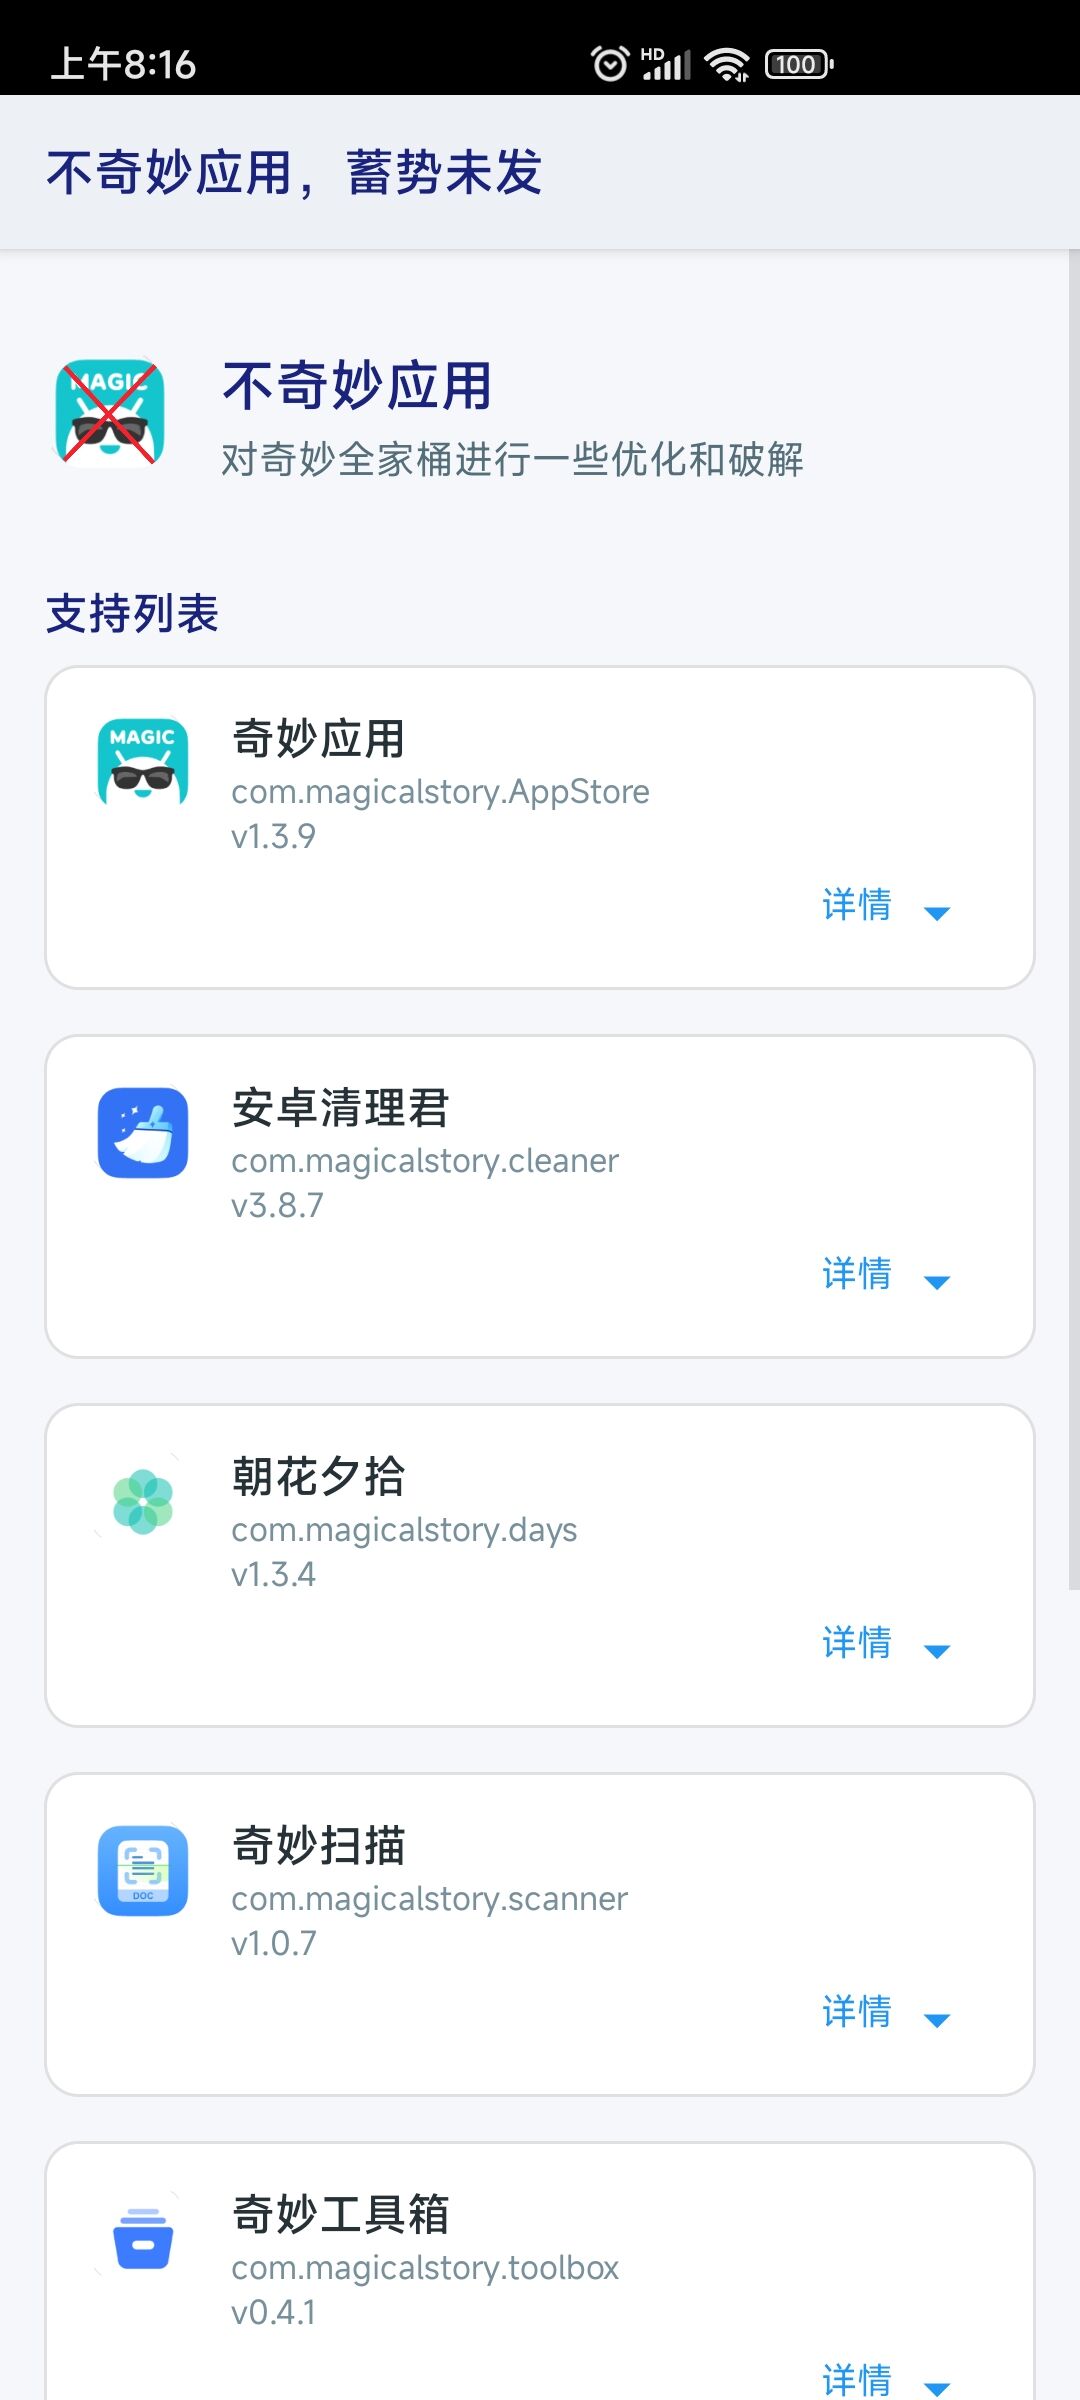 上午8:16
HD
100
不奇妙应用，蓄势未发
MAGIC
不奇妙应用
对奇妙全家桶进行一些优化和破解
支持列表
MAGIC
奇妙应用
com.magicalstory.AppStore
v1.3.9
详情
安卓清理君
com.magicalstory.cleaner
v3.8.7
详情
朝花夕拾
com.magicalstory.days
v1.3.4
详情
DOC
奇妙扫描
com.magicalstory.scanner
v1.0.7
详情
奇妙工具箱
com.magicalstory.toolbox
v0.4.1
详情